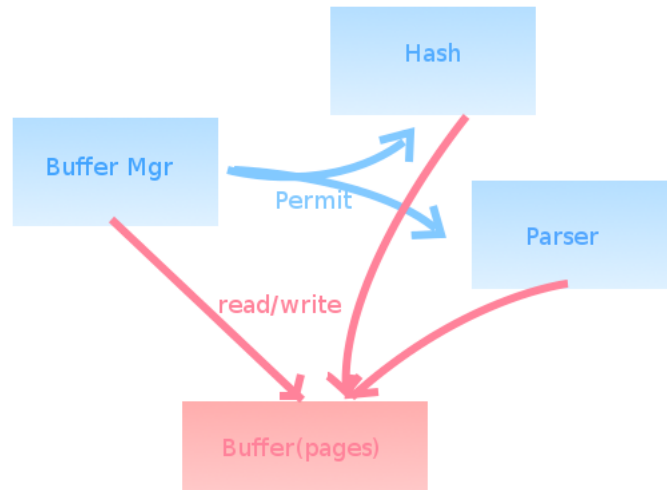 Hash
Buffer Mgr
Permit
Parser
read/write
Buffer(pages)